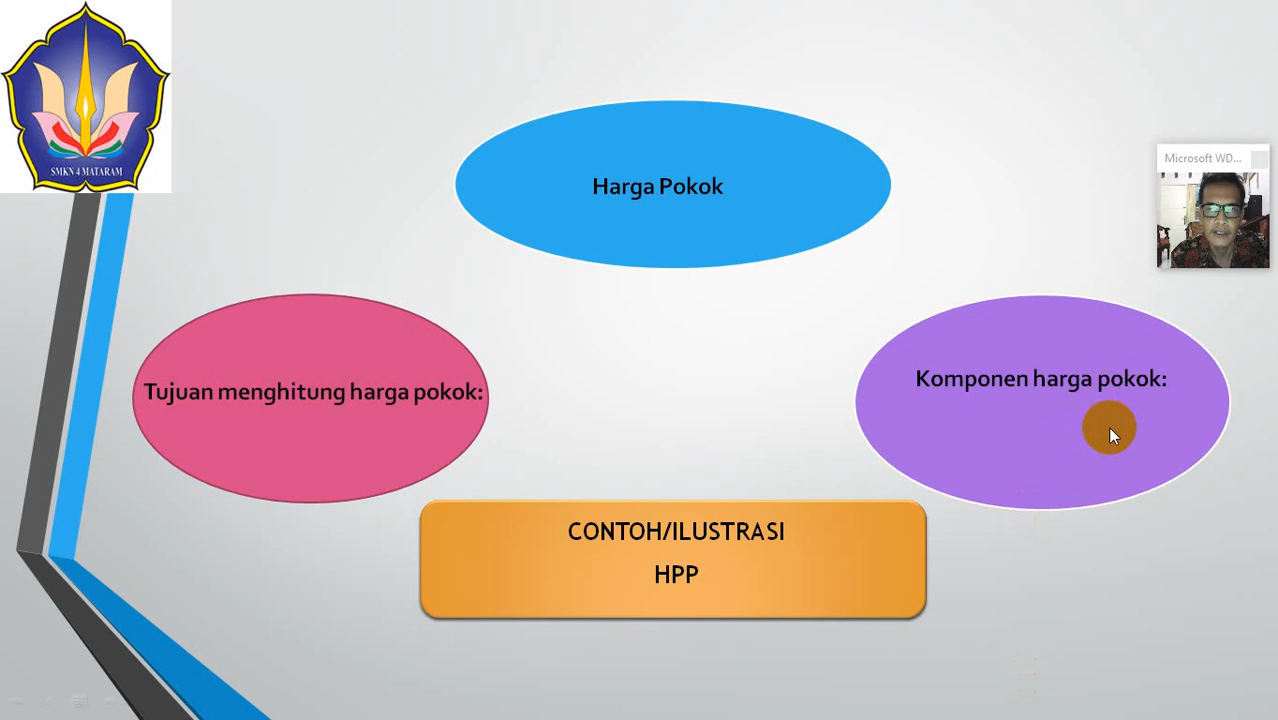 SMKN 4 MATARAM
Harga Pokok
Microsoft WD...
Tujuan menghitung harga pokok:
Komponen harga pokok:
CONTOH/ILUSTRASI
HPP